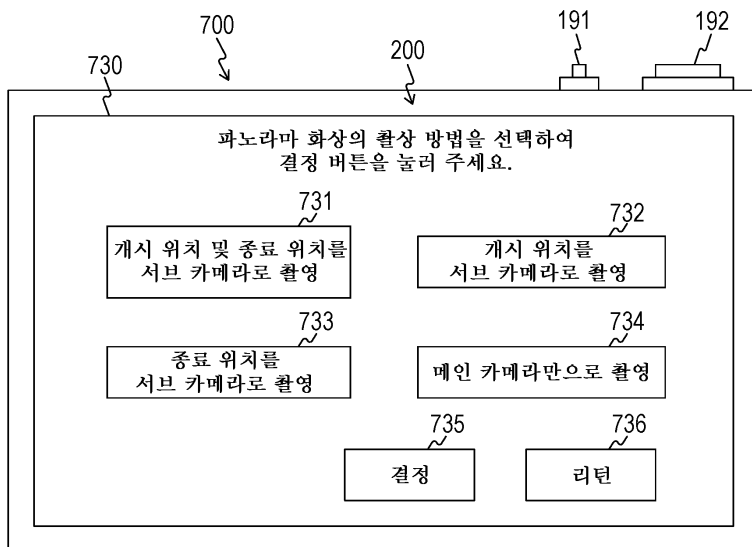 700
191
192
730
200
파노라마 화상의 촬상 방법을 선택하여
결정 버튼을 눌러 주세요.
731
732
개시 위치 및 종료 위치를
서브 카메라로 촬영
개시 위치를
서브 카메라로 촬영
733
734
종료 위치를
서브 카메라로 촬영
메인 카메라만으로 촬영
735
736
결정
리턴